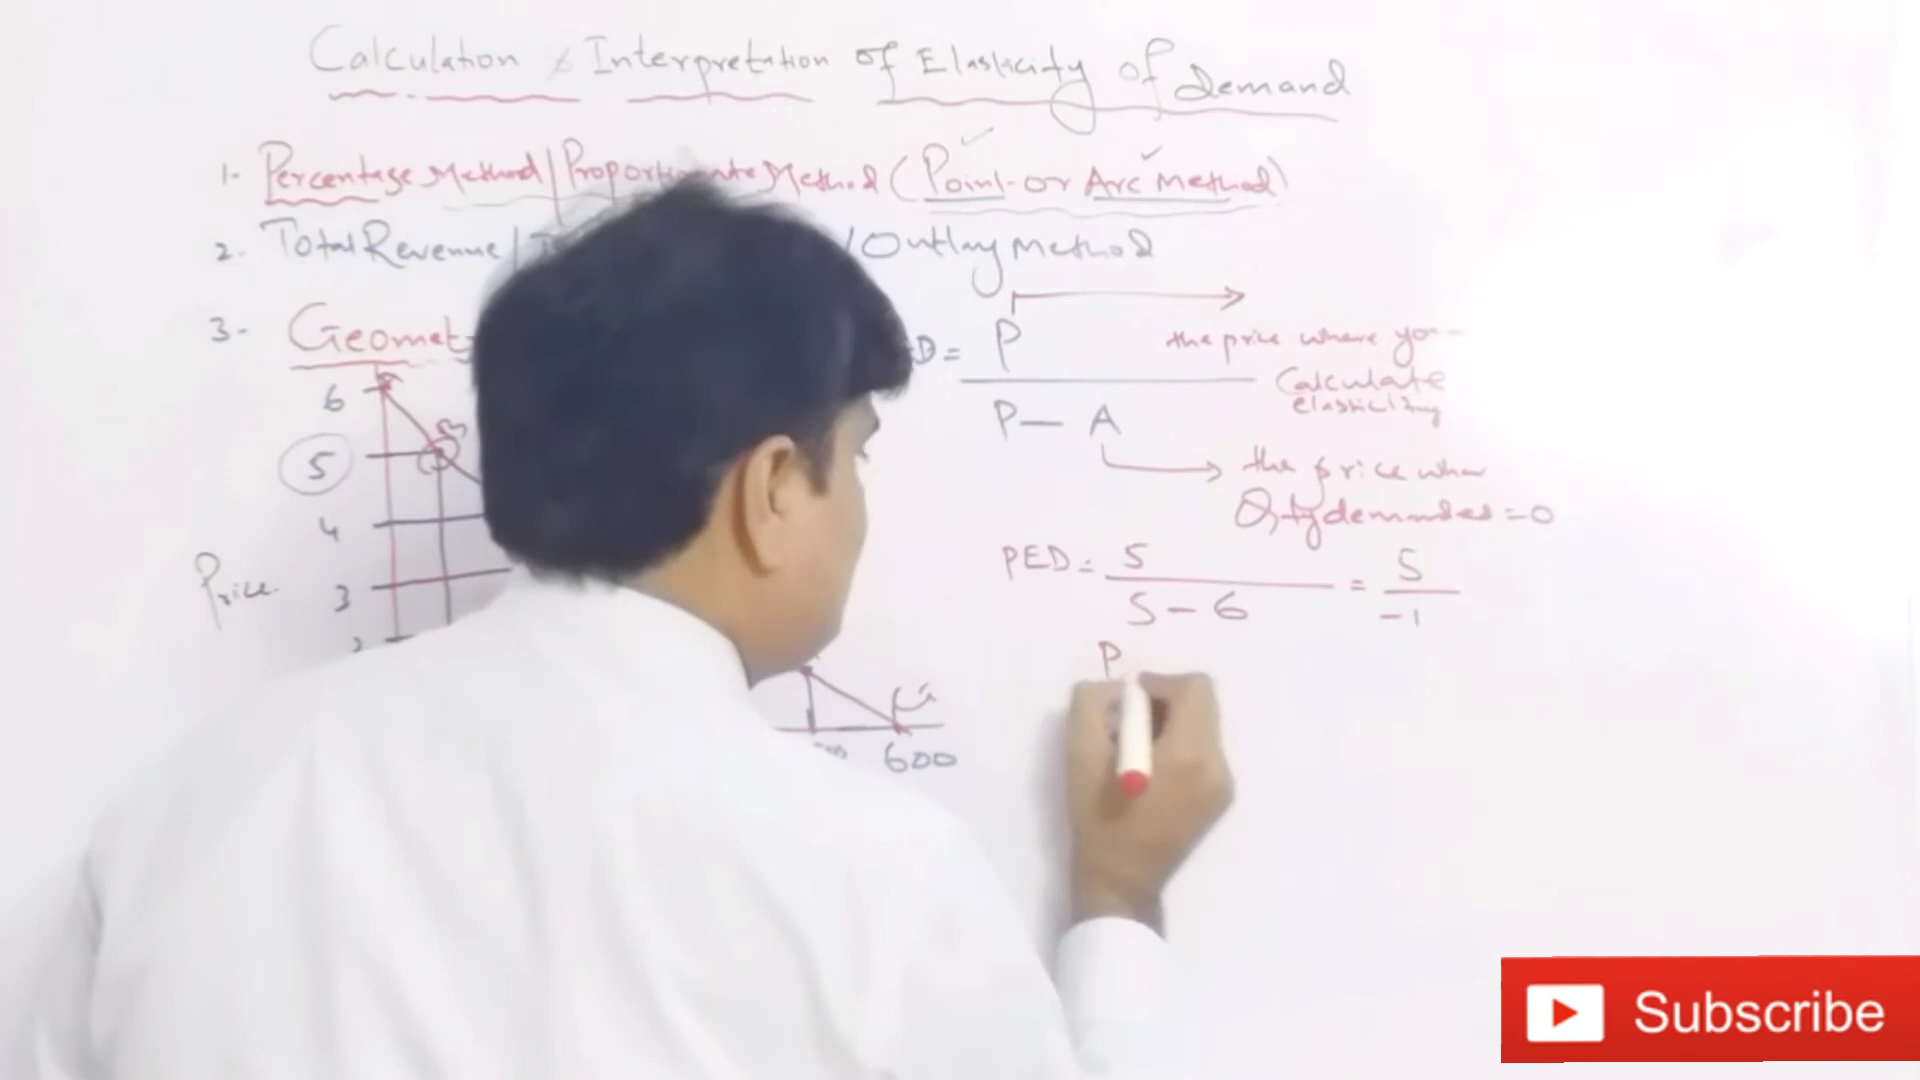 Calculation & Interpretation of Elasticity of Demand
1- Percentage Method/Proportionate Method (Point or Arc Method)
2- Total Revenue / / Outlay Method
3-
PED =
P
the price where you
Calculate
elasticity
P - A
the price when
Qty demanded = 0
PED = 5 / 5 - 6 = 5 / -1
P
Price
6
5
B
4
3
600
Subscribe